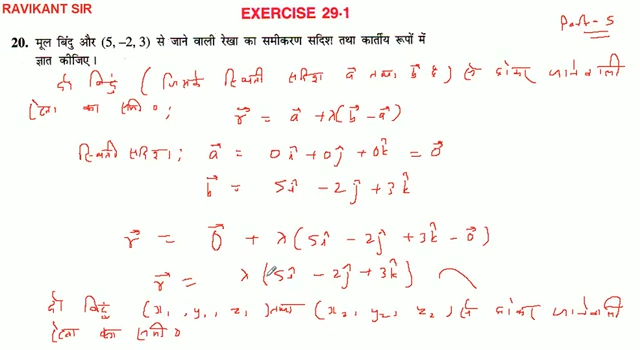 RAVIKANT SIR
EXERCISE 29·1
Part - 5
20. मूल बिंदु और (5, –2, 3) से जाने वाली रेखा का समीकरण सदिश तथा कार्तीय रूपों में
ज्ञात कीजिए।
दो बिंदु (जिसके स्थिती सदिश a⃗ तथा b⃗ है) से होकर जानेवाली
रेखा का समी०; r⃗ = a⃗ + λ(b⃗ - a⃗)
स्थिती सदिश; a⃗ = 0î + 0ĵ + 0k̂ = 0⃗
b⃗ = 5î - 2ĵ + 3k̂
r⃗ = 0⃗ + λ(5î - 2ĵ + 3k̂ - 0⃗)
r⃗ = λ(5î - 2ĵ + 3k̂)
दो बिंदु (x₁, y₁, z₁) तथा (x₂, y₂, z₂) से होकर जानेवाली
रेखा का समी०